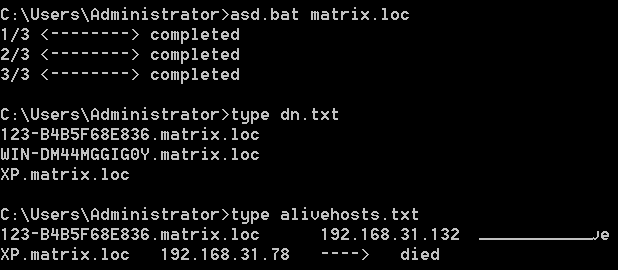 C:\Users\Administrator>asd.bat matrix.loc
1/3 <--------> completed
2/3 <--------> completed
3/3 <--------> completed
C:\Users\Administrator>type dn.txt
123-B4B5F68E836.matrix.loc
WIN-DM44MGGIG0Y.matrix.loc
XP.matrix.loc
C:\Users\Administrator>type alivehosts.txt
123-B4B5F68E836.matrix.loc 192.168.31.132
XP.matrix.loc 192.168.31.78 ----> died